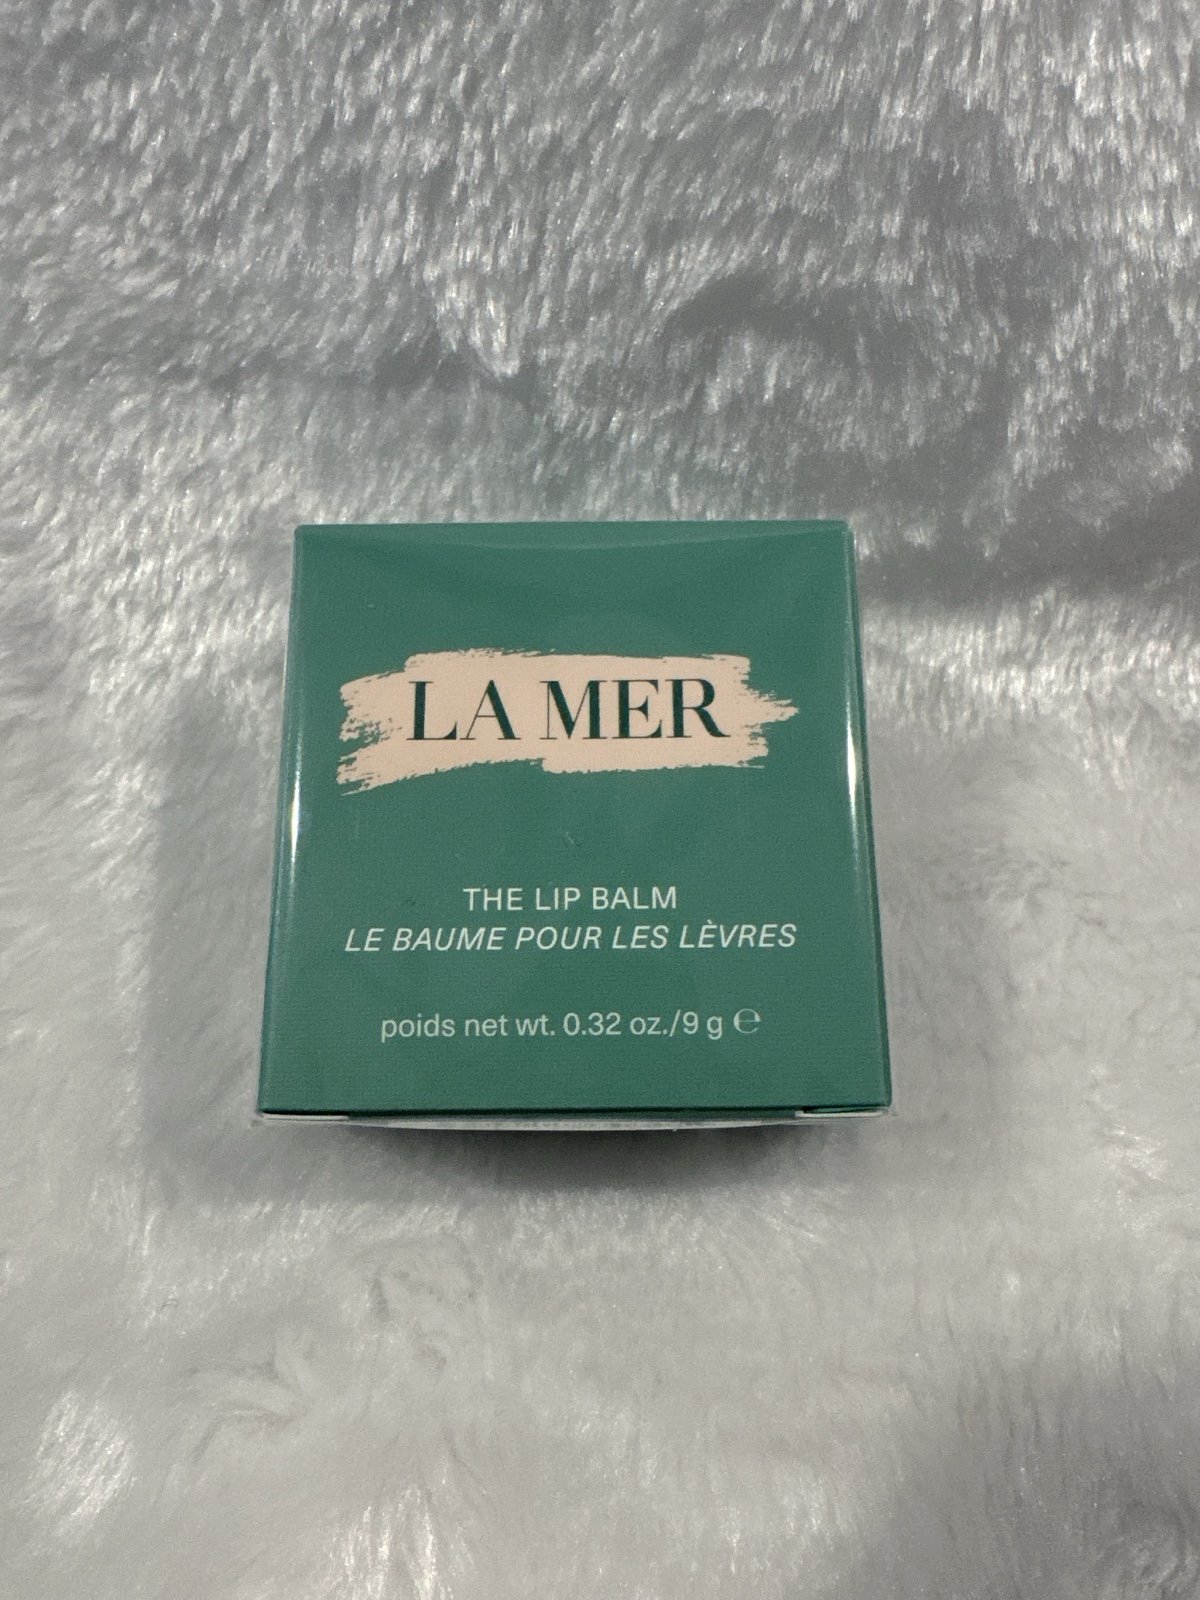 LA MER
THE LIP BALM
LE BAUME POUR LES LÈVRES
poids net wt. 0.32 oz./9 g ℮